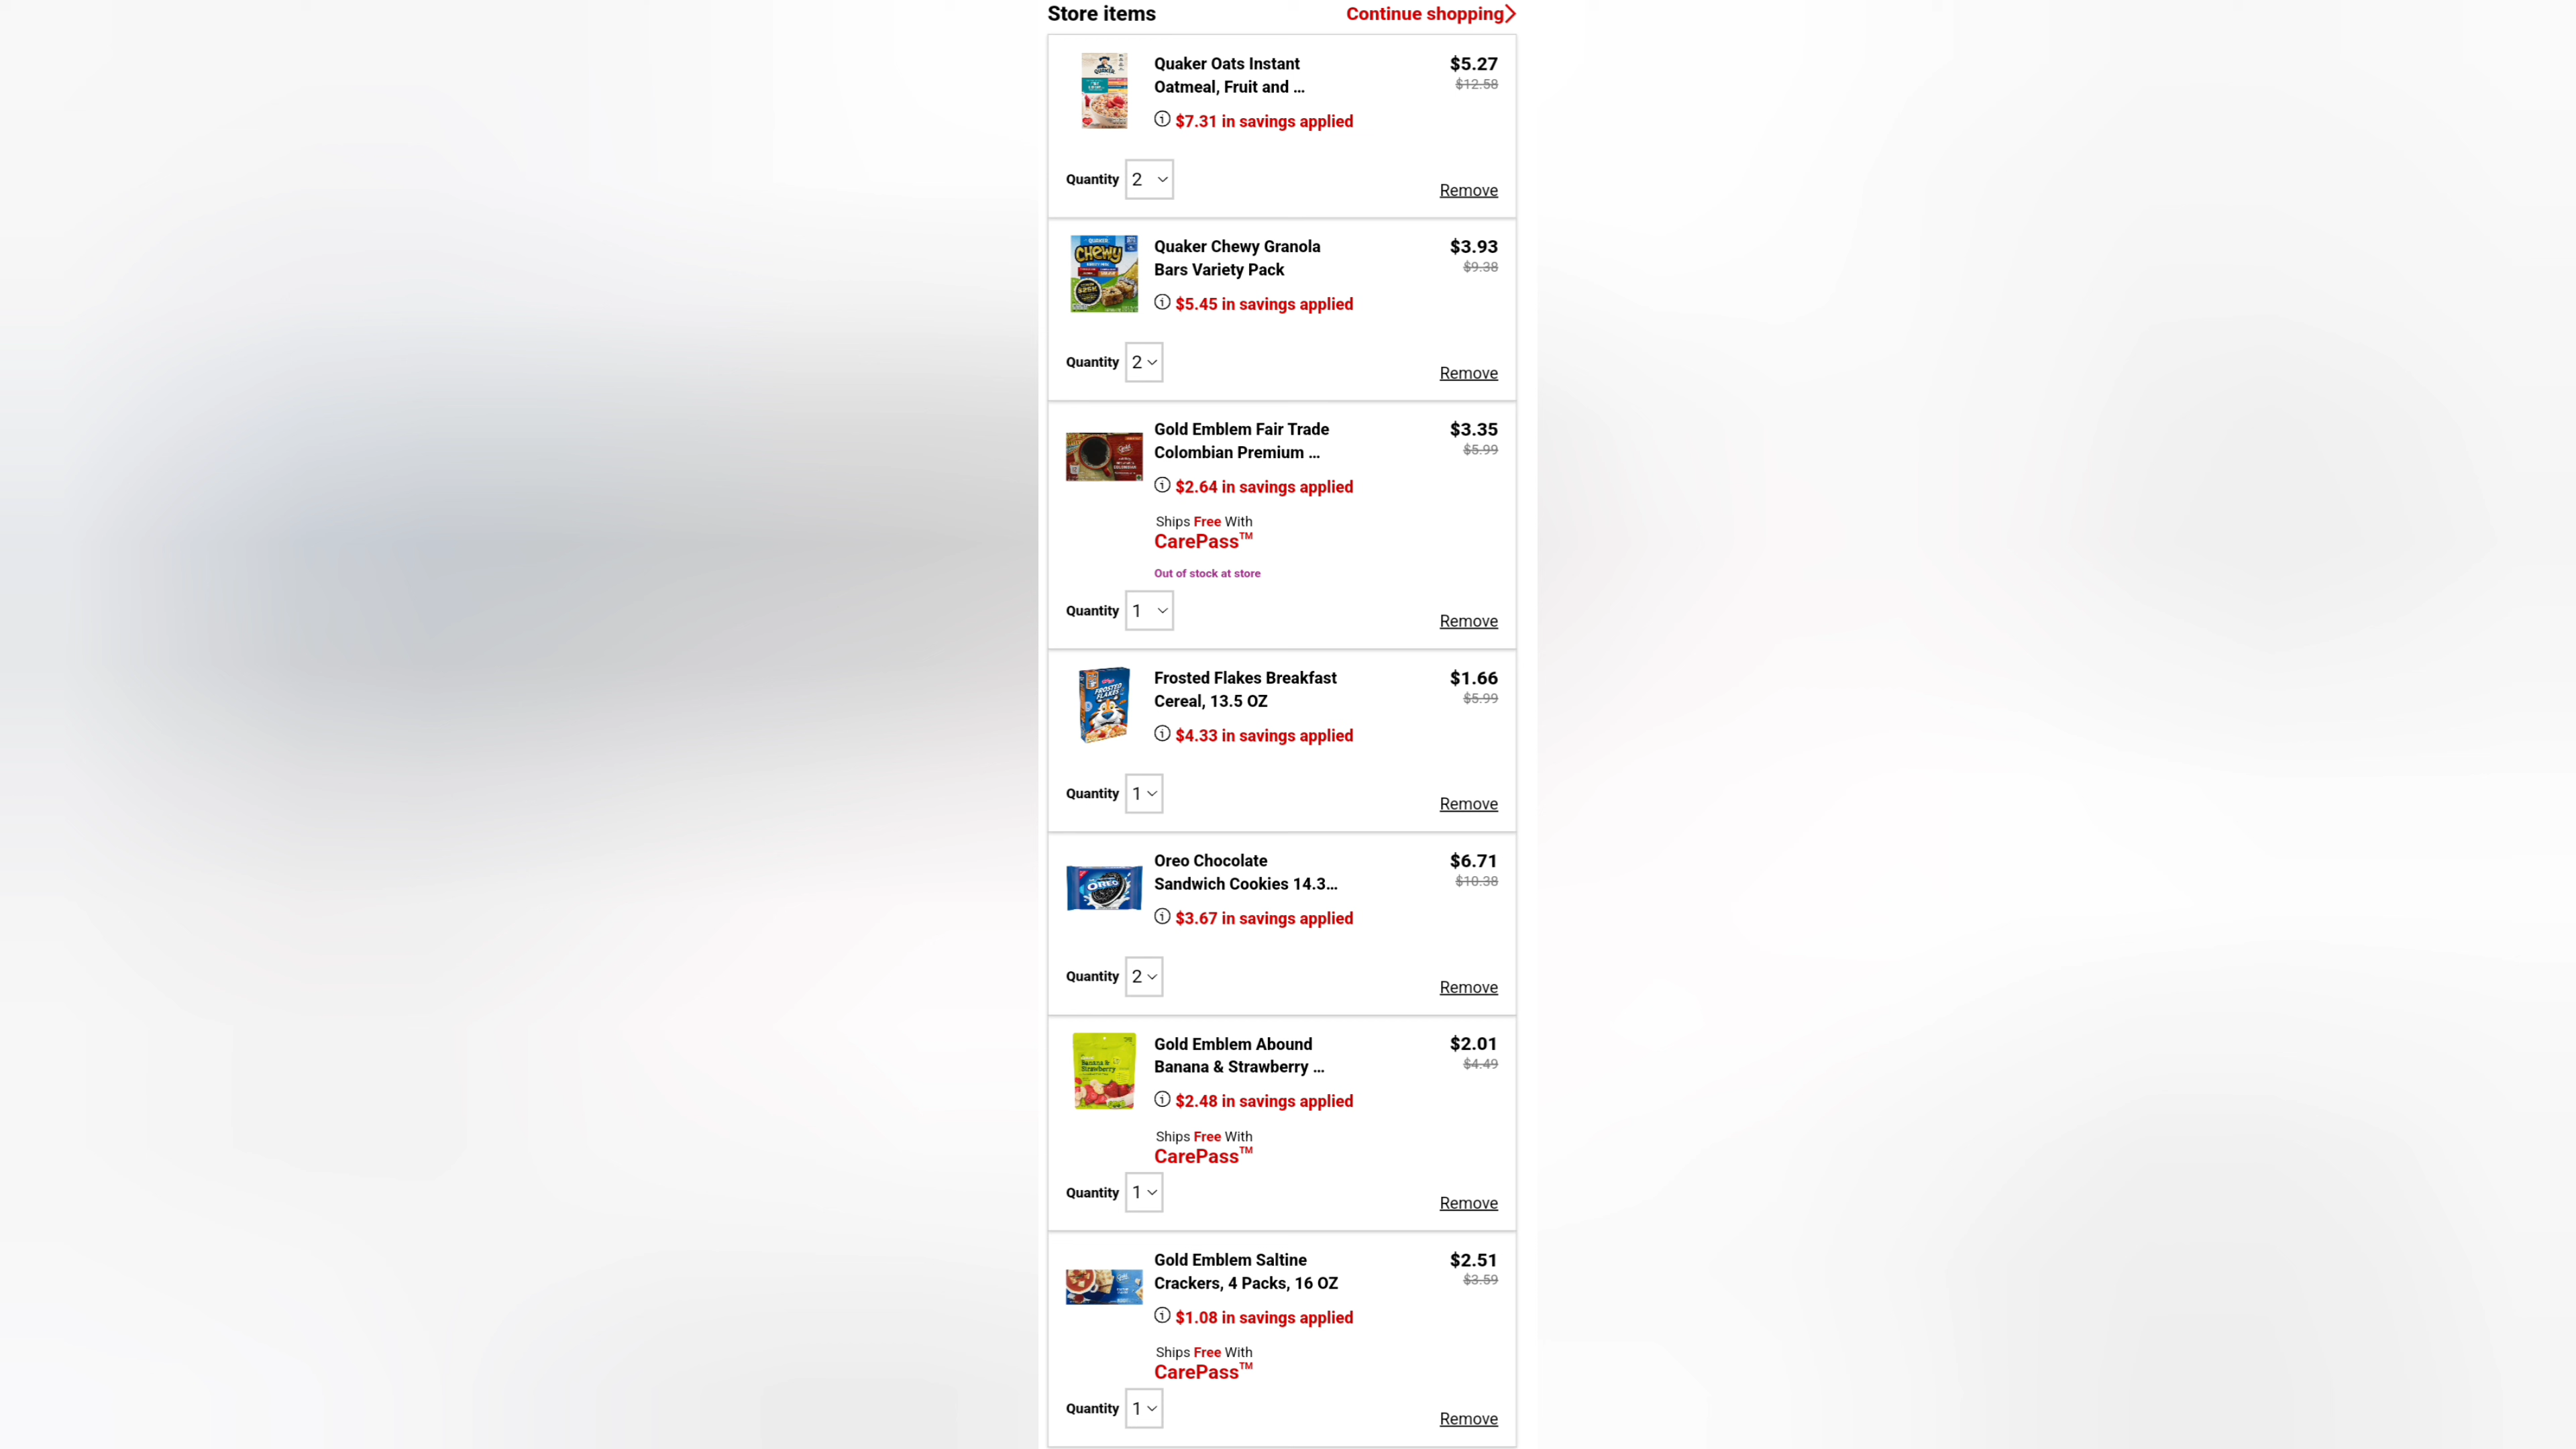 Store items
Continue shopping
Quaker Oats Instant
Oatmeal, Fruit and ...
$5.27
$12.58
$7.31 in savings applied
Quantity 2
Remove
Quaker Chewy Granola
Bars Variety Pack
$3.93
$9.38
$5.45 in savings applied
Quantity 2
Remove
Gold Emblem Fair Trade
Colombian Premium ...
$3.35
$5.99
$2.64 in savings applied
Ships Free With
CarePass™
Out of stock at store
Quantity 1
Remove
Frosted Flakes Breakfast
Cereal, 13.5 OZ
$1.66
$5.99
$4.33 in savings applied
Quantity 1
Remove
OREO
Oreo Chocolate
Sandwich Cookies 14.3...
$6.71
$10.38
$3.67 in savings applied
Quantity 2
Remove
Banana &
Strawberry
Gold Emblem Abound
Banana & Strawberry ...
$2.01
$4.49
$2.48 in savings applied
Ships Free With
CarePass™
Quantity 1
Remove
Gold Emblem Saltine
Crackers, 4 Packs, 16 OZ
$2.51
$3.59
$1.08 in savings applied
Ships Free With
CarePass™
Quantity 1
Remove